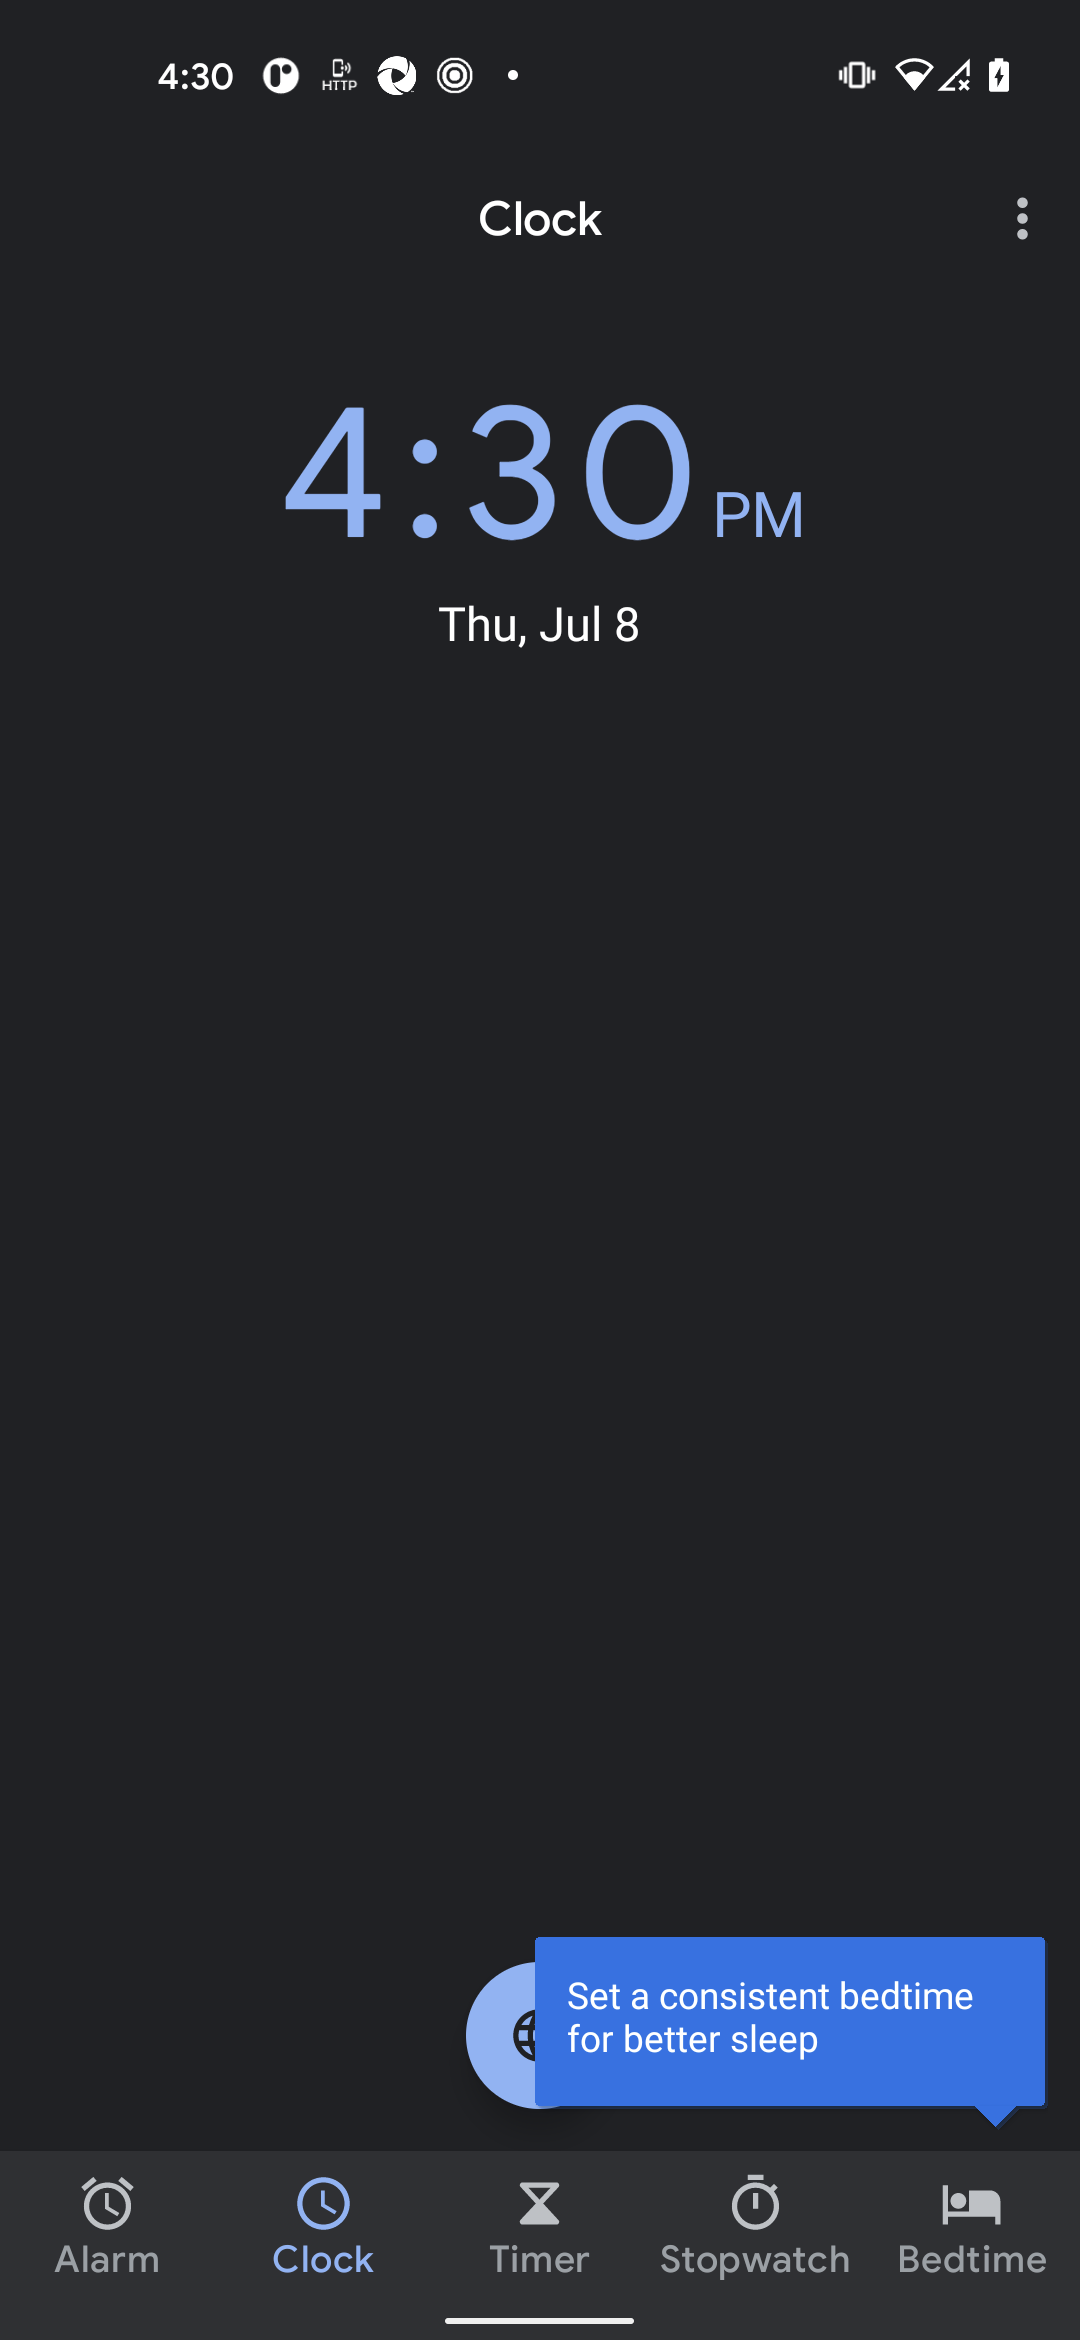 4:30
HTTP
Clock
4:30 PM
Thu, Jul 8
Set a consistent bedtime
for better sleep
Alarm
Clock
Timer
Stopwatch
Bedtime